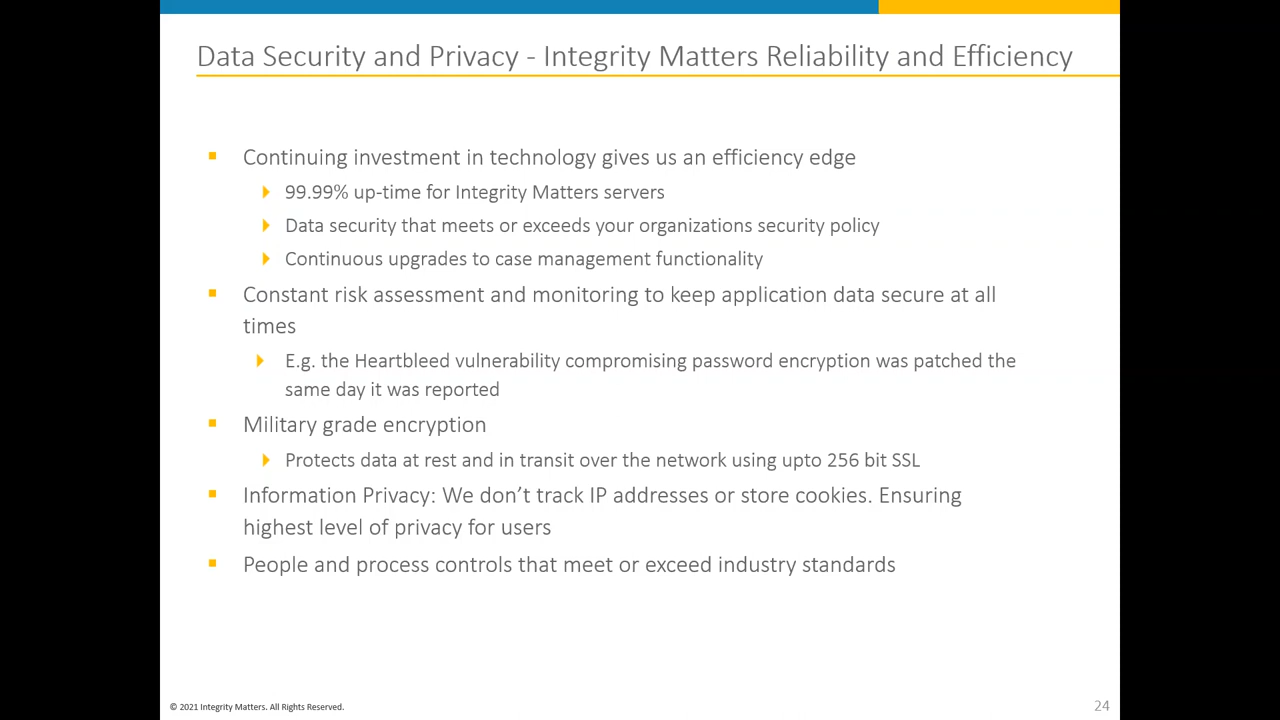 Data Security and Privacy - Integrity Matters Reliability and Efficiency
Continuing investment in technology gives us an efficiency edge
99.99% up-time for Integrity Matters servers
Data security that meets or exceeds your organizations security policy
Continuous upgrades to case management functionality
Constant risk assessment and monitoring to keep application data secure at all
times
E.g. the Heartbleed vulnerability compromising password encryption was patched the
same day it was reported
Military grade encryption
Protects data at rest and in transit over the network using upto 256 bit SSL
Information Privacy: We don’t track IP addresses or store cookies. Ensuring
highest level of privacy for users
People and process controls that meet or exceed industry standards
© 2021 Integrity Matters. All Rights Reserved.
24